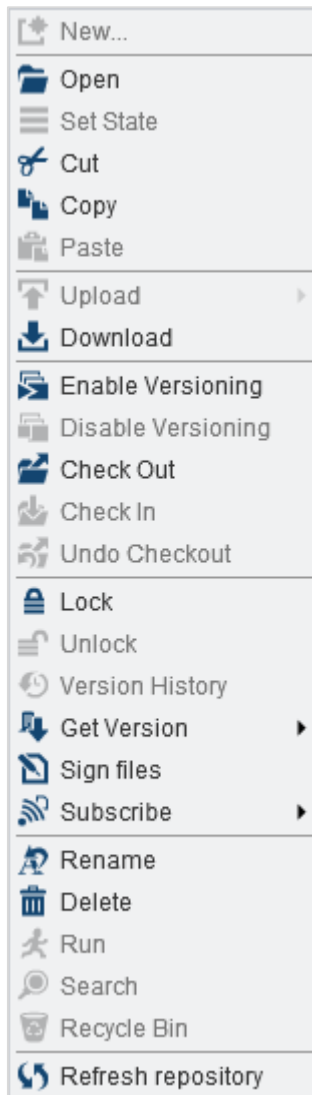 New...
Open
Set State
Cut
Copy
Paste
Upload
Download
Enable Versioning
Disable Versioning
Check Out
Check In
Undo Checkout
Lock
Unlock
Version History
Get Version
Sign files
Subscribe
Rename
Delete
Run
Search
Recycle Bin
Refresh repository